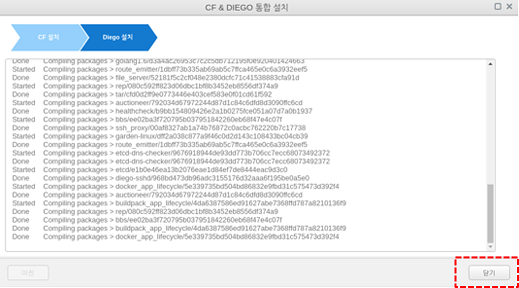 CF & DIEGO 통합 설치
CF 설치
Diego 설치
Done Compiling packages > golang1.6/
Started Compiling packages > route_emitter/1dbff73b335ab69ab5c7ffca465e0c6a3932eef5
Done Compiling packages > file_server/52181f5c2cf048e2380dcfc71c41538883cfa91d
Started Compiling packages > rep/080c592ff823d06dbc1bf8b3452eb8556df374a9
Done Compiling packages > tar/cfd0d2ff9e0773446e403cef583e0f01cd61f592
Started Compiling packages > auctioneer/792034d67972244d87d1c84c6dfd8d3090ffc6cd
Done Compiling packages > healthcheck/b9bb154809426e2a1b0275fce051a07d7a0b1937
Started Compiling packages > bbs/ee02ba3f720795b037951842260eb68f47e4c07f
Done Compiling packages > ssh_proxy/00af8327ab1a74b76872c0acbc762220b7c17738
Started Compiling packages > garden-linux/dff2a038c877a9f46c0d2d143c108433bc04cb39
Done Compiling packages > route_emitter/1dbff73b335ab69ab5c7ffca465e0c6a3932eef5
Started Compiling packages > etcd-dns-checker/9676918944de93dd773b706cc7ecc68073492372
Done Compiling packages > etcd-dns-checker/9676918944de93dd773b706cc7ecc68073492372
Started Compiling packages > etcd/e1b0e46ea13b2076eae1d84ef7de8444eac9d3c0
Done Compiling packages > diego-sshd/968bd473db96adc3155176d32aaa6f195be0a5e0
Started Compiling packages > docker_app_lifecycle/5e339735bd504bd86832e9fbd31c575473d392f4
Done Compiling packages > auctioneer/792034d67972244d87d1c84c6dfd8d3090ffc6cd
Started Compiling packages > buildpack_app_lifecycle/4da6387586ed91627abe7368ffd787a8210136f9
Done Compiling packages > rep/080c592ff823d06dbc1bf8b3452eb8556df374a9
Done Compiling packages > bbs/ee02ba3f720795b037951842260eb68f47e4c07f
Done Compiling packages > buildpack_app_lifecycle/4da6387586ed91627abe7368ffd787a8210136f9
Done Compiling packages > docker_app_lifecycle/5e339735bd504bd86832e9fbd31c575473d392f4
닫기